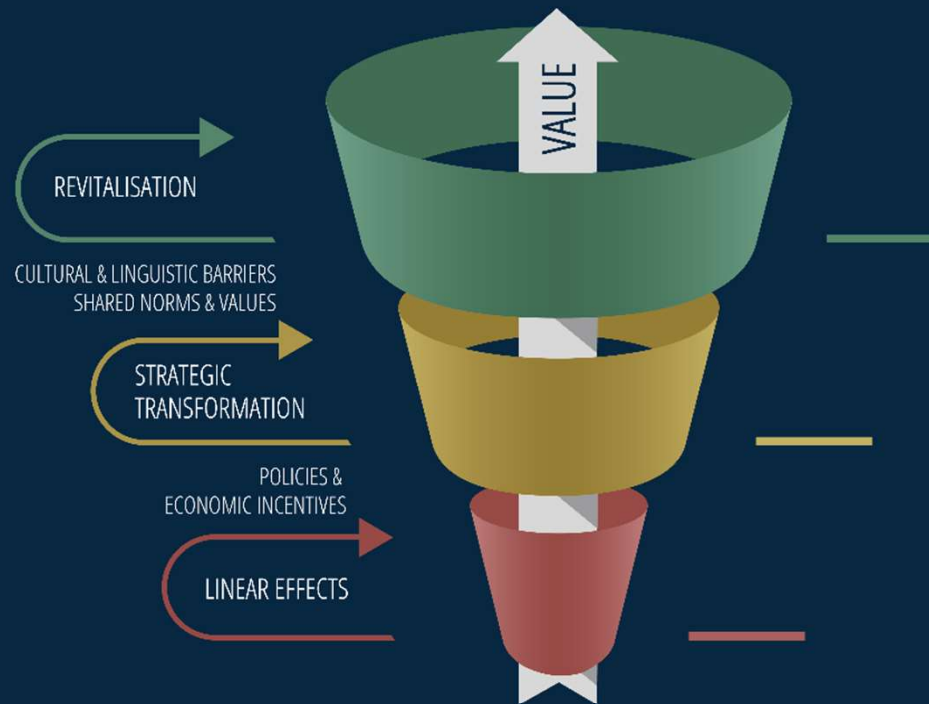 VALUE
REVITALISATION
CULTURAL & LINGUISTIC BARRIERS
SHARED NORMS & VALUES
STRATEGIC
TRANSFORMATION
POLICIES &
ECONOMIC INCENTIVES
LINEAR EFFECTS